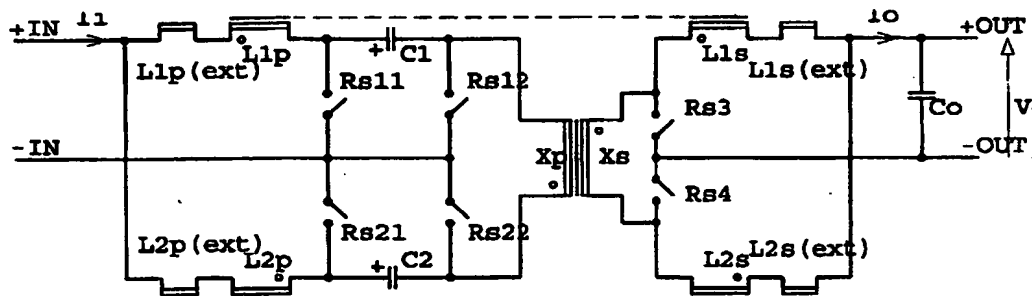 I1
Io
+IN
+OUT
L1p(ext)
L1p
+
C1
L1s
L1s(ext)
Rs11
Rs12
Rs3
Co
V
-IN
-OUT
Xp
Xs
Rs4
Rs21
Rs22
L2p(ext)
L2p
+
C2
L2s
L2s(ext)